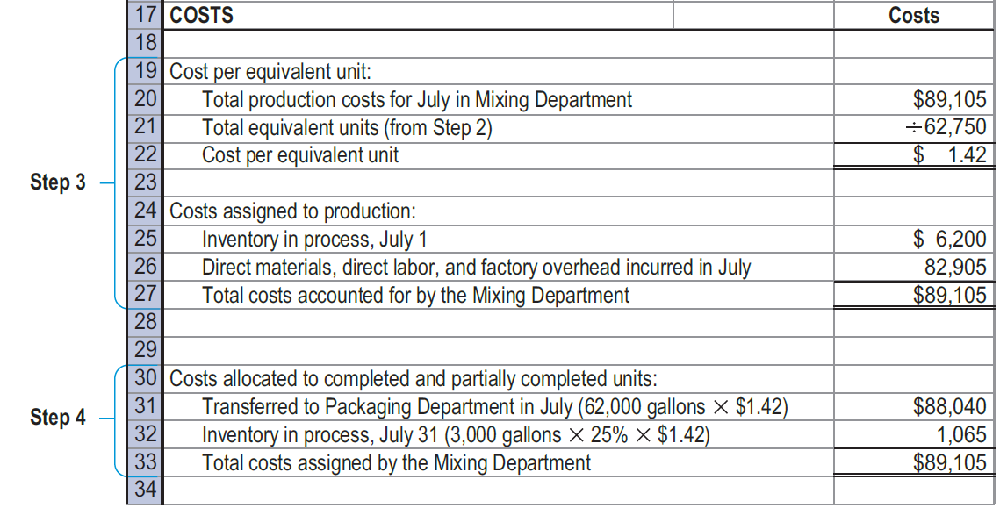 17 COSTS Costs
18
19 Cost per equivalent unit:
20 Total production costs for July in Mixing Department $89,105
21 Total equivalent units (from Step 2) ÷62,750
22 Cost per equivalent unit $ 1.42
Step 3 23
24 Costs assigned to production:
25 Inventory in process, July 1 $ 6,200
26 Direct materials, direct labor, and factory overhead incurred in July 82,905
27 Total costs accounted for by the Mixing Department $89,105
28
29
30 Costs allocated to completed and partially completed units:
31 Transferred to Packaging Department in July (62,000 gallons × $1.42) $88,040
Step 4
32 Inventory in process, July 31 (3,000 gallons × 25% × $1.42) 1,065
33 Total costs assigned by the Mixing Department $89,105
34